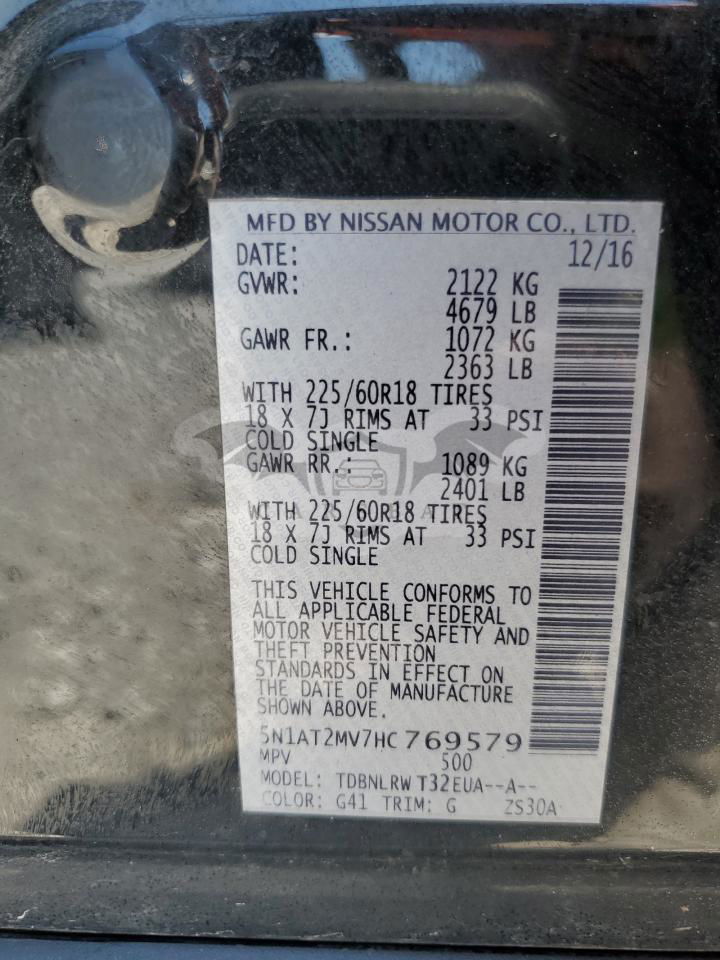 MFD BY NISSAN MOTOR CO., LTD.
DATE: 12/16
GVWR: 2122 KG
4679 LB
GAWR FR.: 1072 KG
2363 LB
WITH 225/60R18 TIRES
18 X 7J RIMS AT 33 PSI
COLD SINGLE
GAWR RR.: 1089 KG
2401 LB
WITH 225/60R18 TIRES
18 X 7J RIMS AT 33 PSI
COLD SINGLE
THIS VEHICLE CONFORMS TO
ALL APPLICABLE FEDERAL
MOTOR VEHICLE SAFETY AND
THEFT PREVENTION
STANDARDS IN EFFECT ON
THE DATE OF MANUFACTURE
SHOWN ABOVE.
5N1AT2MV7HC769579
MPV 500
MODEL: TDBNLRW T32EUA--A--
COLOR: G41 TRIM: G ZS30A